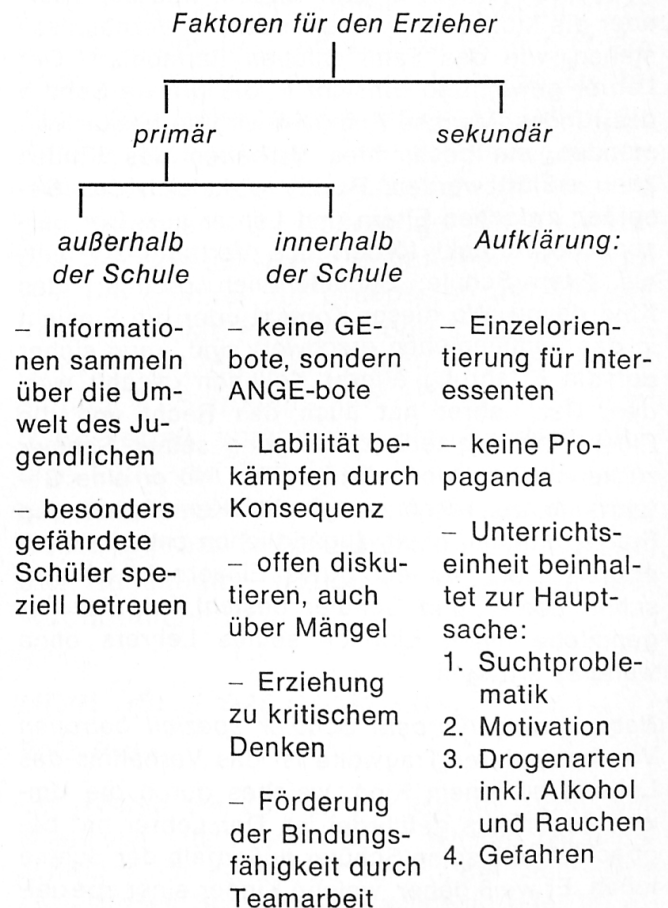 Faktoren für den Erzieher
primär
sekundär
außerhalb
der Schule
– Informatio-
nen sammeln
über die Um-
welt des Ju-
gendlichen
– besonders
gefährdete
Schüler spe-
ziell betreuen
innerhalb
der Schule
– keine GE-
bote, sondern
ANGE-bote
– Labilität be-
kämpfen durch
Konsequenz
– offen disku-
tieren, auch
über Mängel
– Erziehung
zu kritischem
Denken
– Förderung
der Bindungs-
fähigkeit durch
Teamarbeit
Aufklärung:
– Einzelorien-
tierung für Inter-
essenten
– keine Pro-
paganda
– Unterrichts-
einheit beinhal-
tet zur Haupt-
sache:
1. Suchtproble-
matik
2. Motivation
3. Drogenarten
inkl. Alkohol
und Rauchen
4. Gefahren